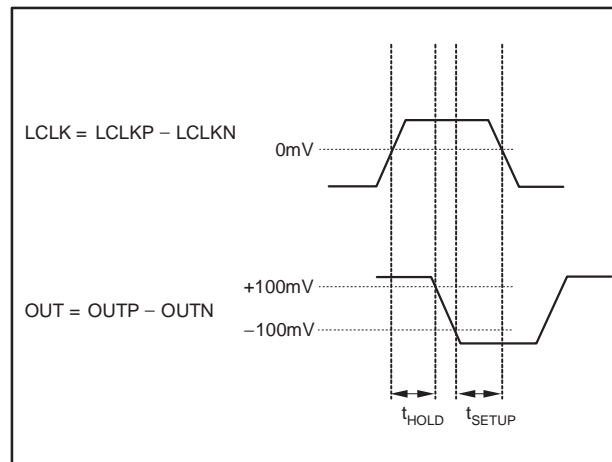 LCLK = LCLKP – LCLKN
0mV
+100mV
OUT = OUTP – OUTN
–100mV
tHOLD
tSETUP